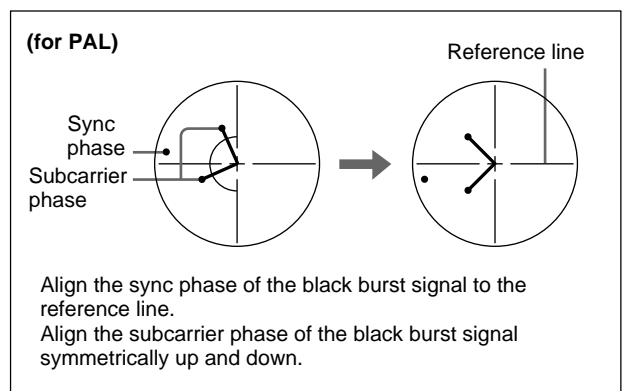 (for PAL)
Reference line
Sync
phase
Subcarrier
phase
Align the sync phase of the black burst signal to the
reference line.
Align the subcarrier phase of the black burst signal
symmetrically up and down.